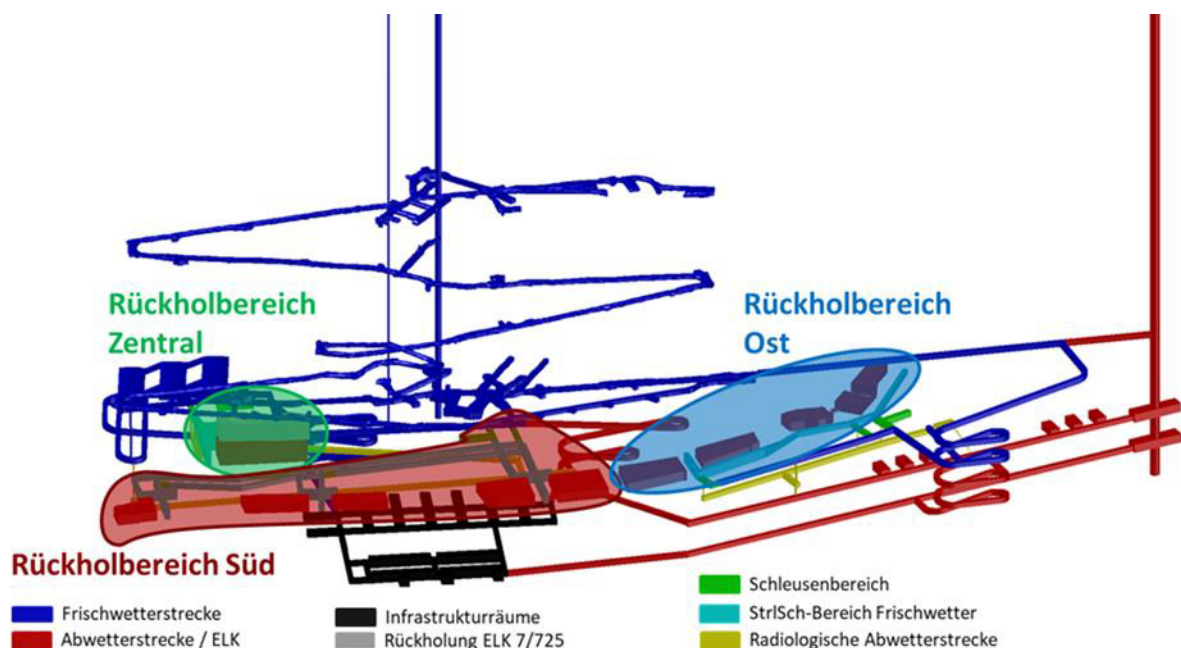 Rückholbereich
Zentral
Rückholbereich
Ost
Rückholbereich Süd
Frischwetterstrecke
Abwetterstrecke / ELK
Infrastrukturräume
Rückholung ELK 7/725
Schleusenbereich
StrlSch-Bereich Frischwetter
Radiologische Abwetterstrecke